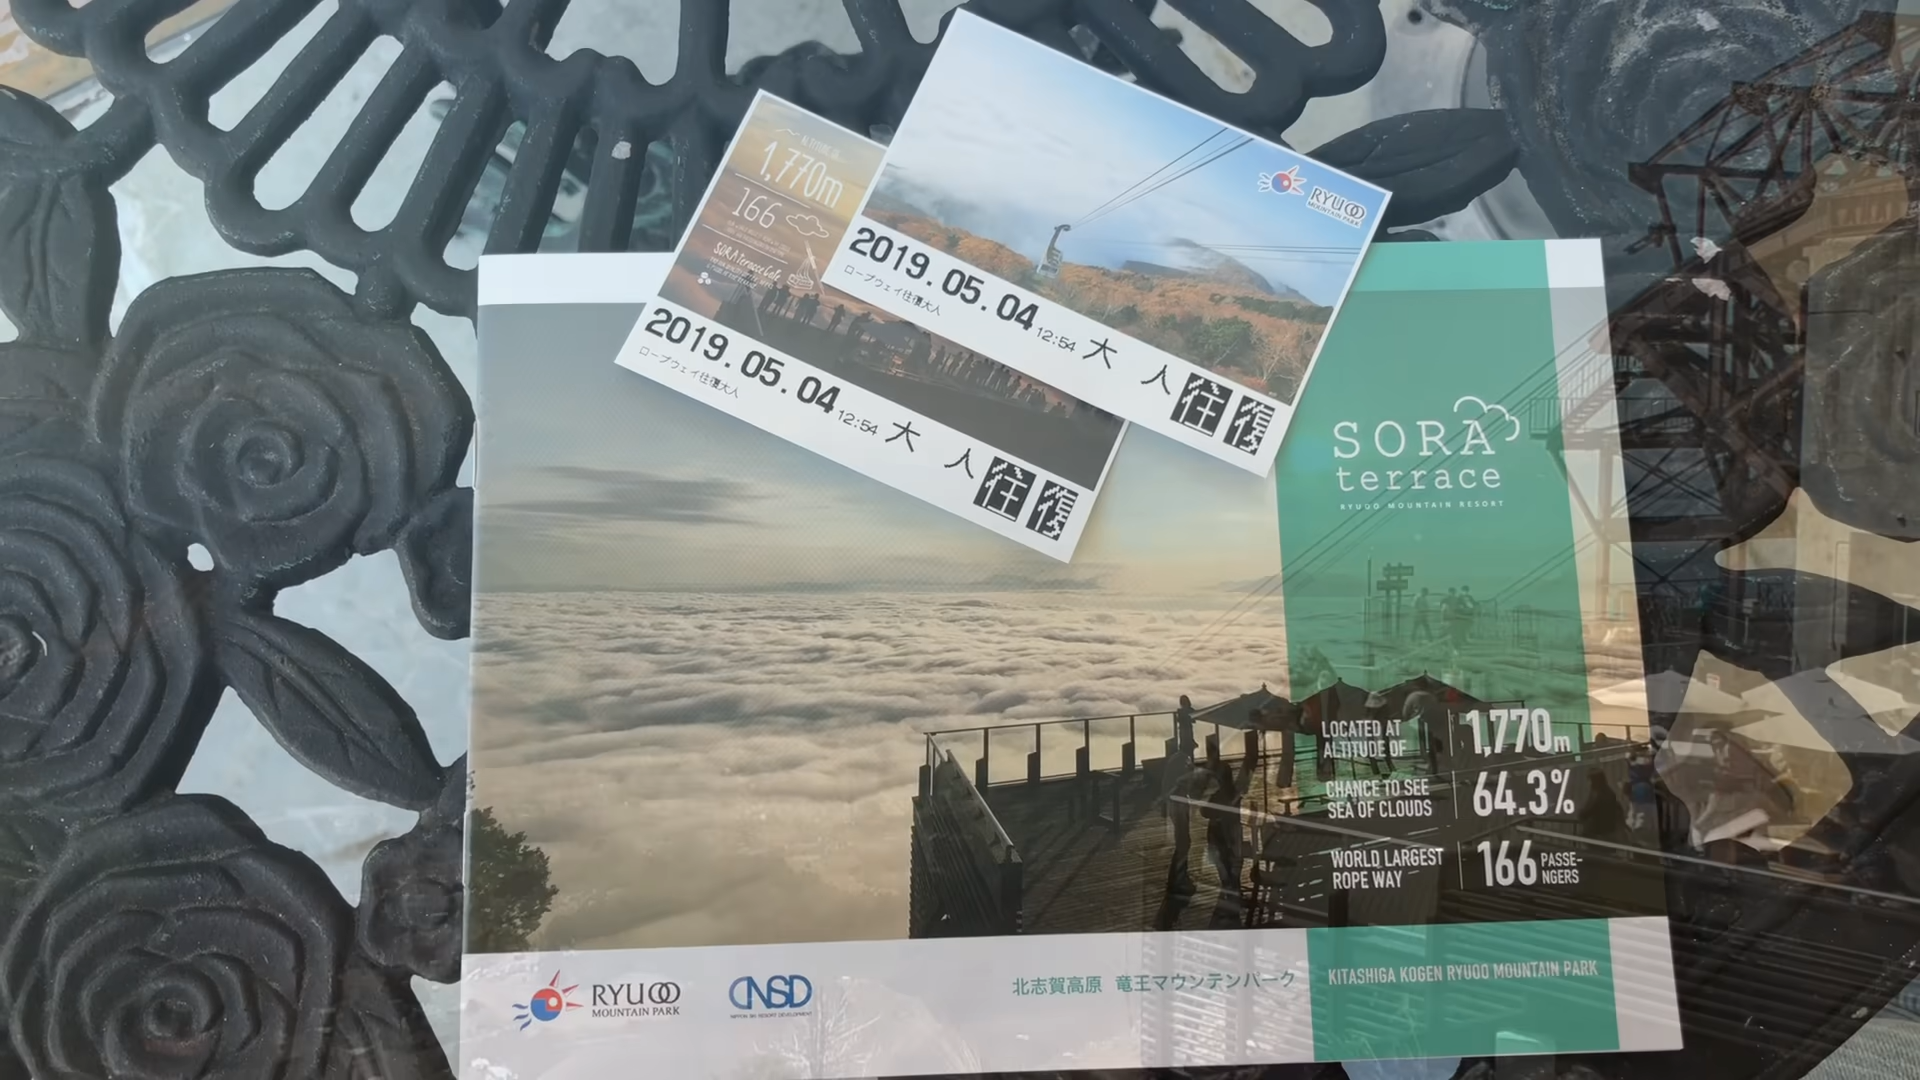 ALTITUDE OF
1,770m
166
SORA terrace Cafe
2019.05.04 12:54 大 人 往復
ロープウェイ往復大人
RYUOO
MOUNTAIN PARK
2019.05.04 12:54 大 人 往復
ロープウェイ往復大人
SORA
terrace
RYUOO MOUNTAIN RESORT
LOCATED AT
ALTITUDE OF
1,770m
CHANCE TO SEE
SEA OF CLOUDS
64.3%
WORLD LARGEST
ROPE WAY
166 PASSE-
NGERS
RYUOO
MOUNTAIN PARK
NSD
NIPPON SKI RESORT DEVELOPMENT
北志賀高原 竜王マウンテンパーク
KITASHIGA KOGEN RYUOO MOUNTAIN PARK